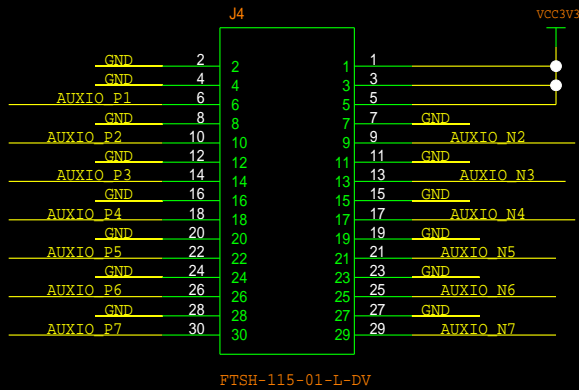 J4 VCC3V3
GND 2 2 1 1
GND 4 4 3 3
AUXIO_P1 6 6 5 5
GND 8 8 7 7 GND
AUXIO_P2 10 10 9 9 AUXIO_N2
GND 12 12 11 11 GND
AUXIO_P3 14 14 13 13 AUXIO_N3
GND 16 16 15 15 GND
AUXIO_P4 18 18 17 17 AUXIO_N4
GND 20 20 19 19 GND
AUXIO_P5 22 22 21 21 AUXIO_N5
GND 24 24 23 23 GND
AUXIO_P6 26 26 25 25 AUXIO_N6
GND 28 28 27 27 GND
AUXIO_P7 30 30 29 29 AUXIO_N7
FTSH-115-01-L-DV